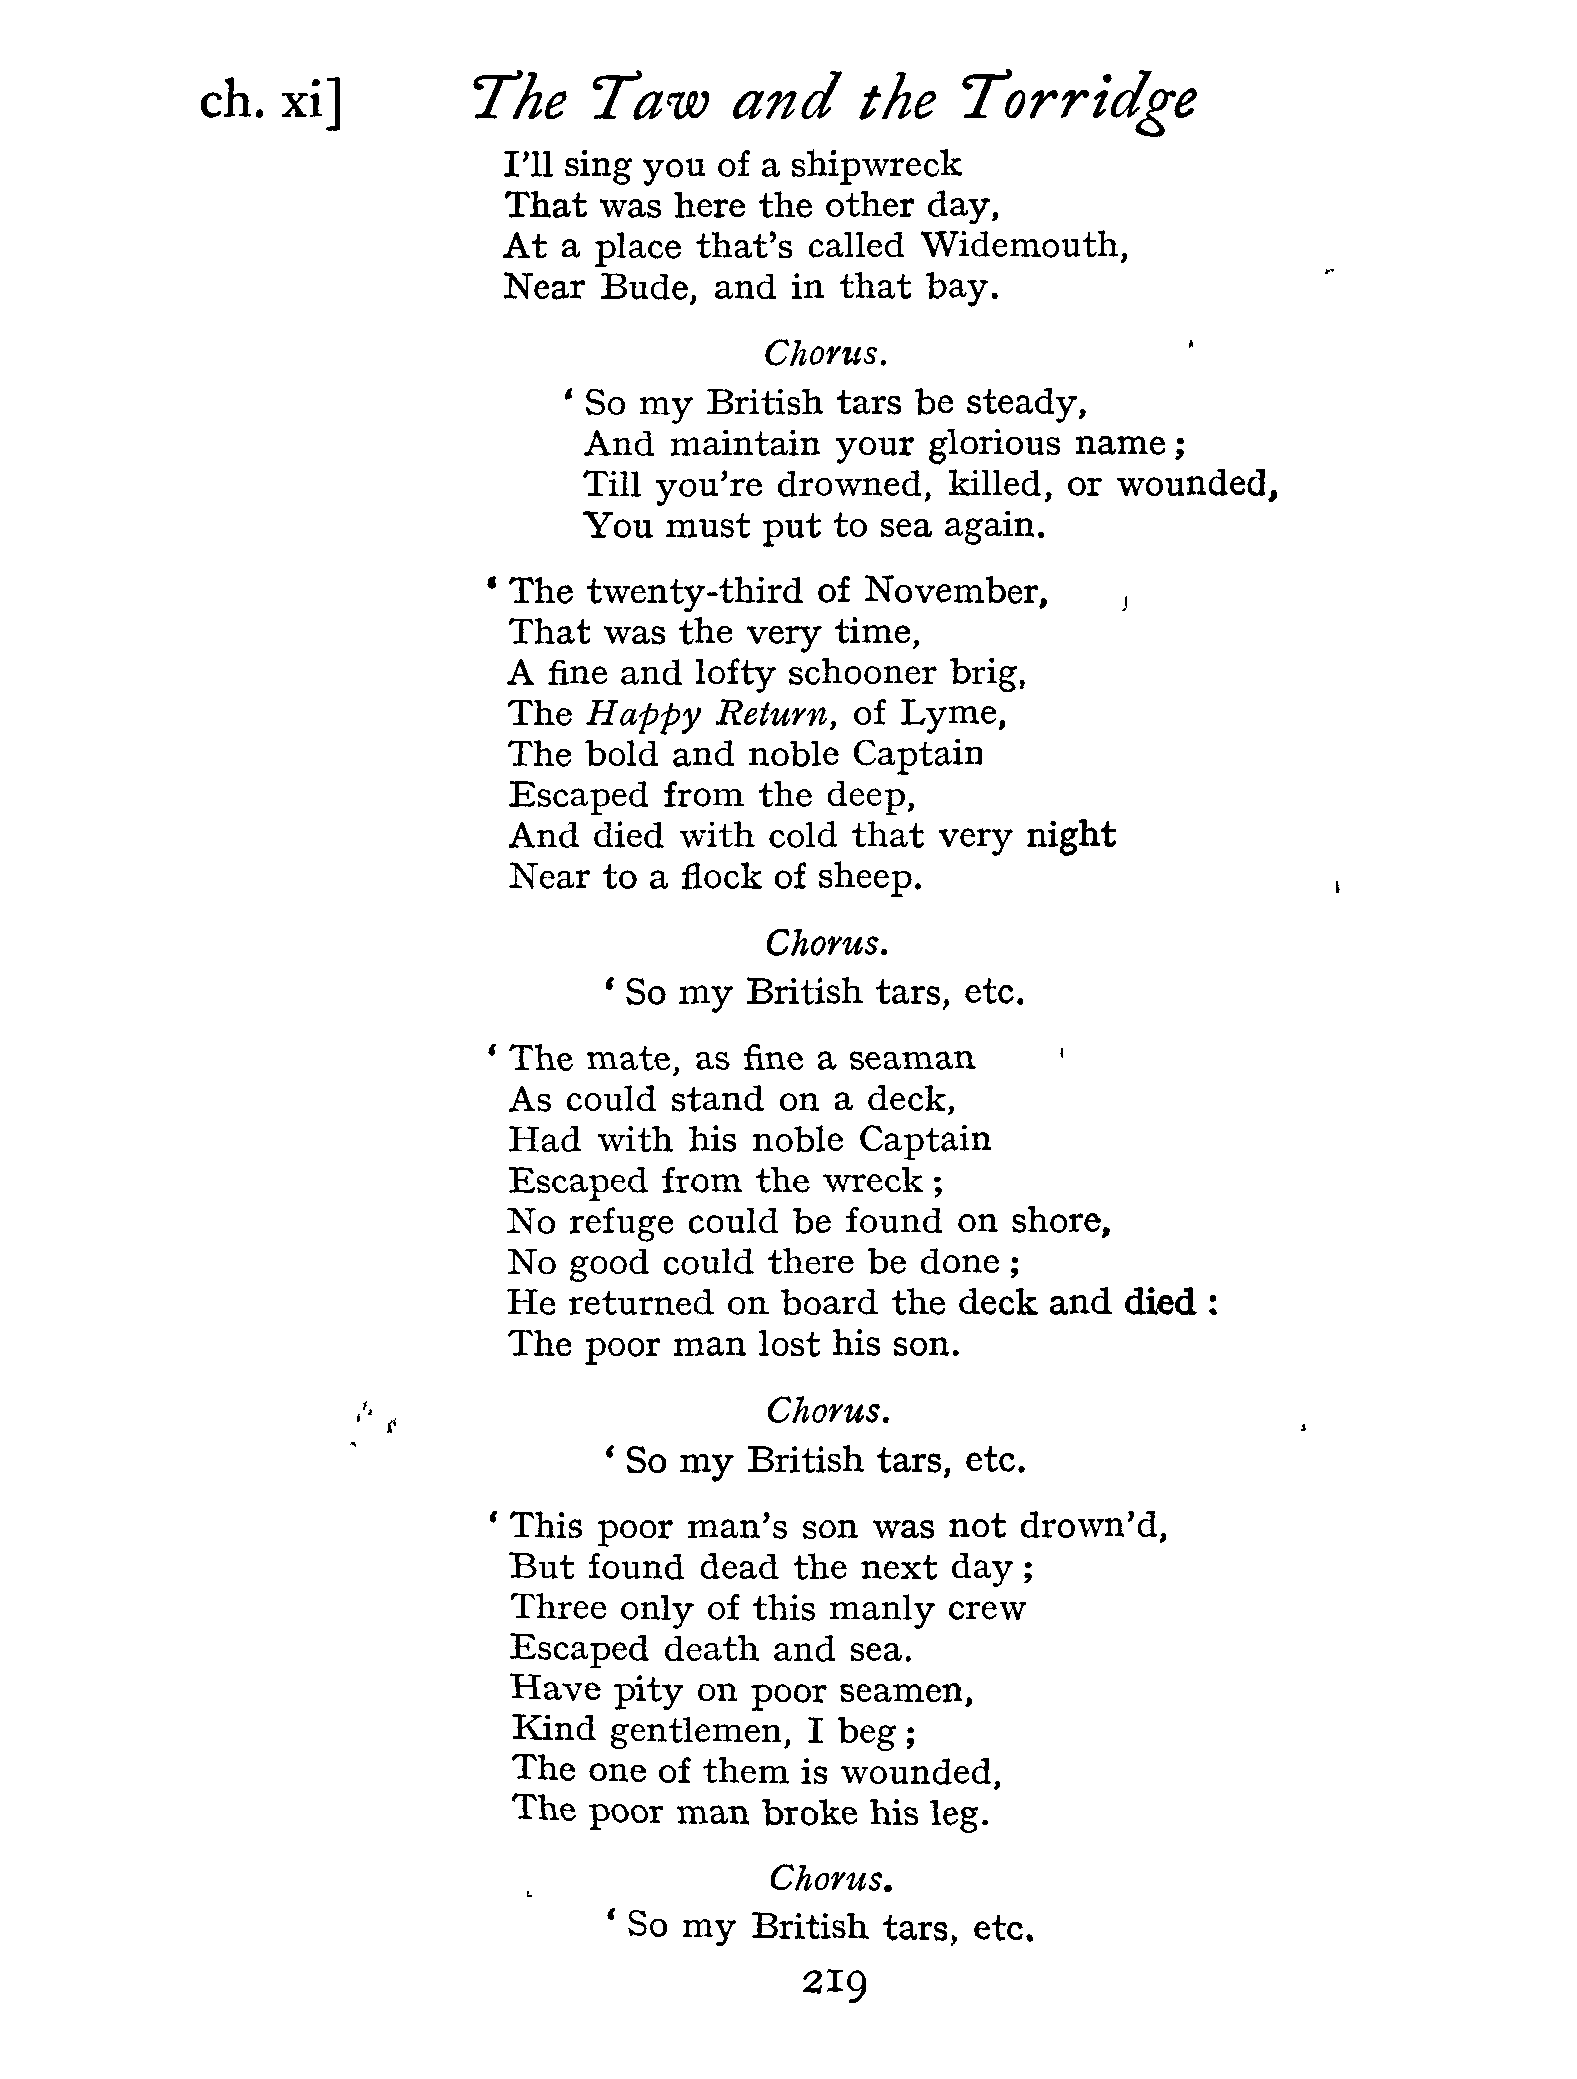 ch. xi] The Taw and the Torridge
I'll sing you of a shipwreck
That was here the other day,
At a place that's called Widemouth,
Near Bude, and in that bay.
Chorus.
‘ So my British tars be steady,
And maintain your glorious name ;
Till you're drowned, killed, or wounded,
You must put to sea again.
‘ The twenty-third of November,
That was the very time,
A fine and lofty schooner brig,
The Happy Return, of Lyme,
The bold and noble Captain
Escaped from the deep,
And died with cold that very night
Near to a flock of sheep.
Chorus.
‘ So my British tars, etc.
‘ The mate, as fine a seaman
As could stand on a deck,
Had with his noble Captain
Escaped from the wreck ;
No refuge could be found on shore,
No good could there be done ;
He returned on board the deck and died :
The poor man lost his son.
Chorus.
‘ So my British tars, etc.
‘ This poor man's son was not drown'd,
But found dead the next day ;
Three only of this manly crew
Escaped death and sea.
Have pity on poor seamen,
Kind gentlemen, I beg ;
The one of them is wounded,
The poor man broke his leg.
Chorus.
‘ So my British tars, etc.
219